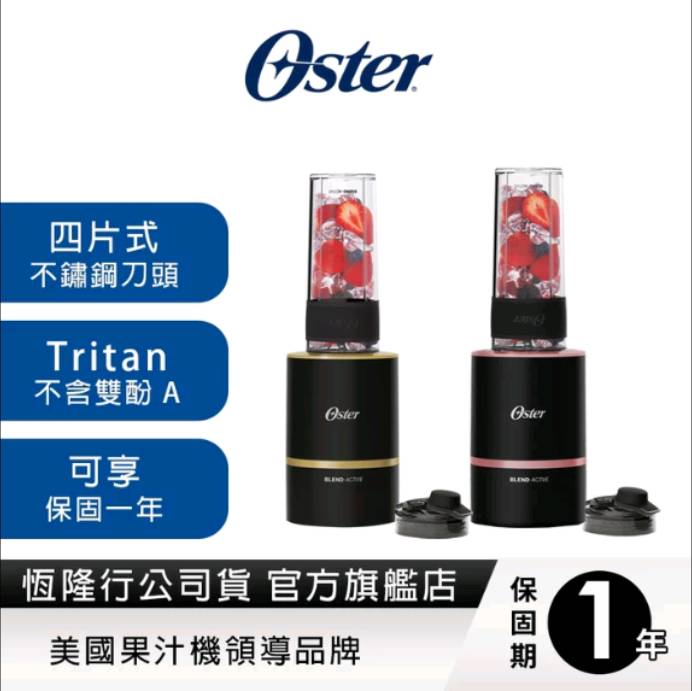 Oster
四片式
不鏽鋼刀頭
Tritan
不含雙酚 A
可享
保固一年
Oster
BLEND-ACTIVE
Oster
Oster
BLEND-ACTIVE
恆隆行公司貨 官方旗艦店
美國果汁機領導品牌
保固期
1年